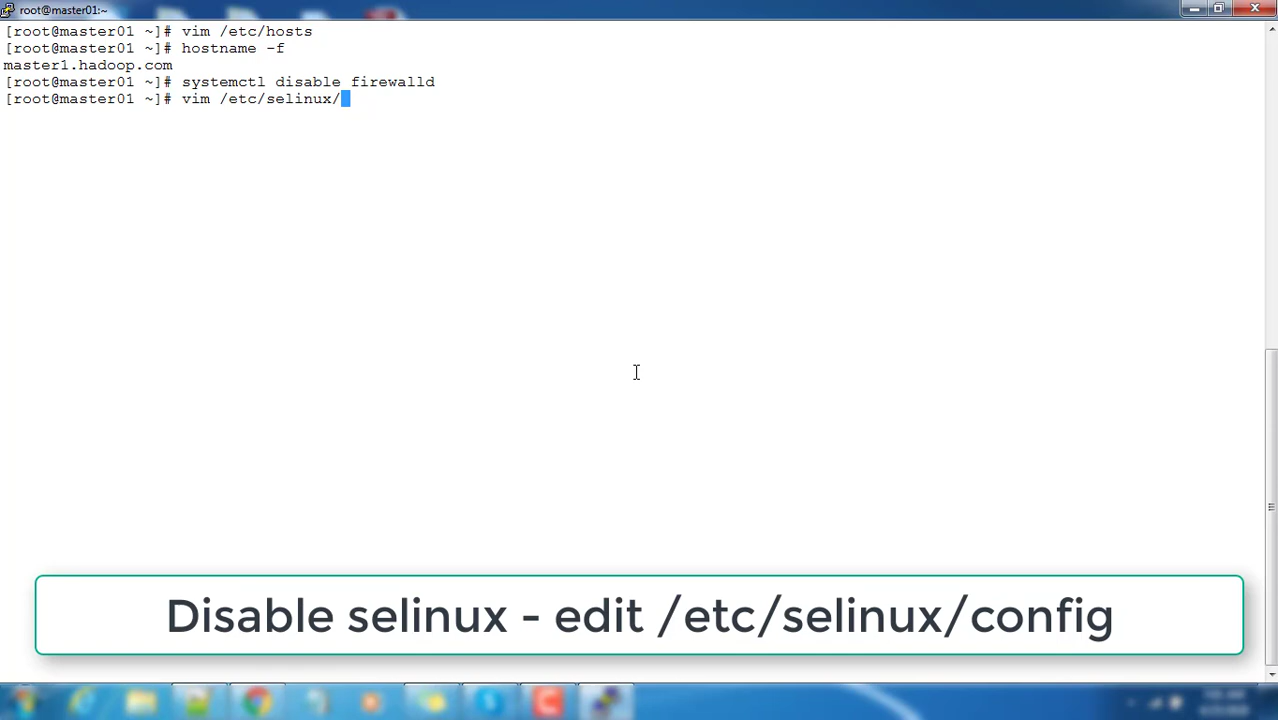 root@master01:~
[root@master01 ~]# vim /etc/hosts
[root@master01 ~]# hostname -f
master1.hadoop.com
[root@master01 ~]# systemctl disable firewalld
[root@master01 ~]# vim /etc/selinux/
Disable selinux - edit /etc/selinux/config